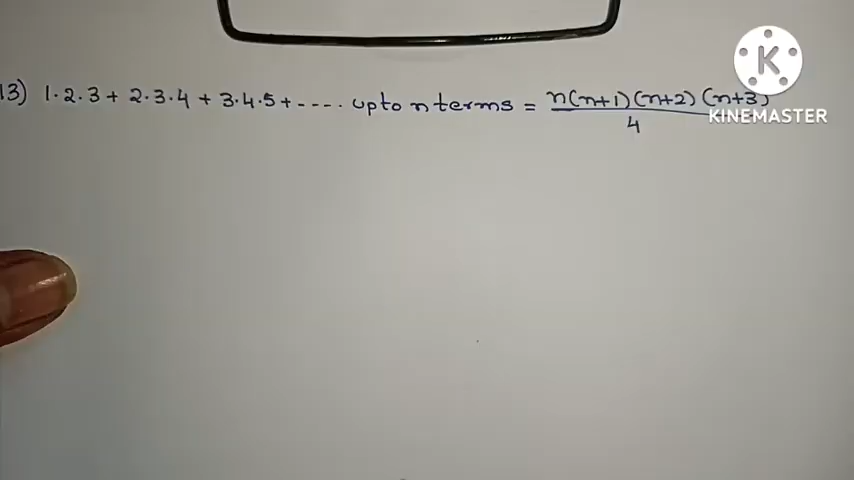 13) 1·2·3 + 2·3·4 + 3·4·5 + ---- upto n terms = n(n+1)(n+2)(n+3) / 4
K
KINEMASTER